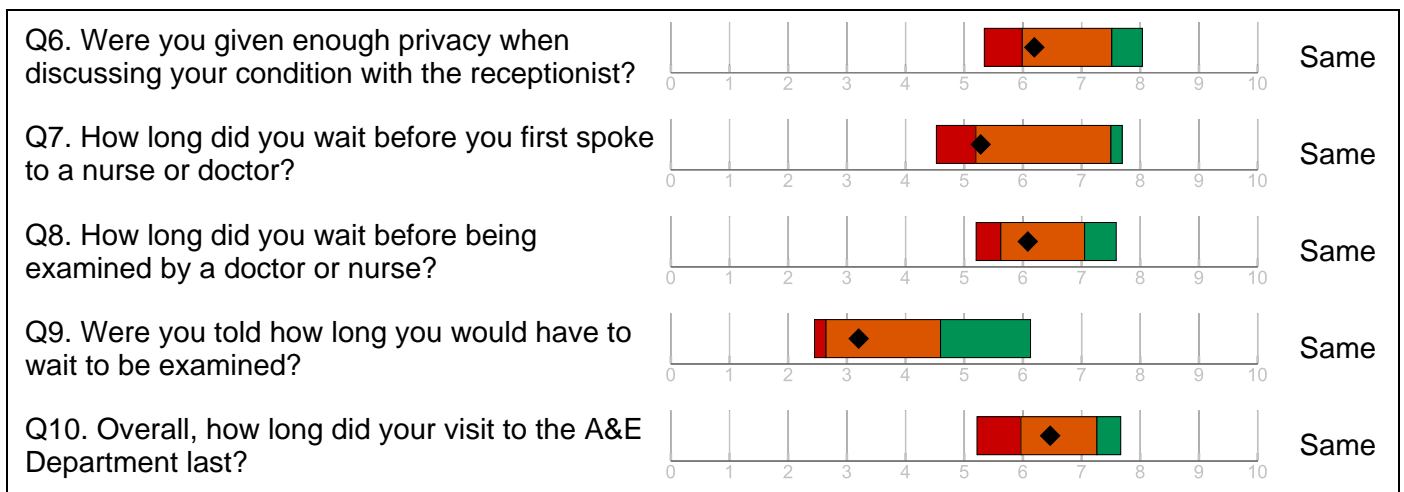 Q6. Were you given enough privacy when
discussing your condition with the receptionist?
0 1 2 3 4 5 6 7 8 9 10
Same
Q7. How long did you wait before you first spoke
to a nurse or doctor?
0 1 2 3 4 5 6 7 8 9 10
Same
Q8. How long did you wait before being
examined by a doctor or nurse?
0 1 2 3 4 5 6 7 8 9 10
Same
Q9. Were you told how long you would have to
wait to be examined?
0 1 2 3 4 5 6 7 8 9 10
Same
Q10. Overall, how long did your visit to the A&E
Department last?
0 1 2 3 4 5 6 7 8 9 10
Same